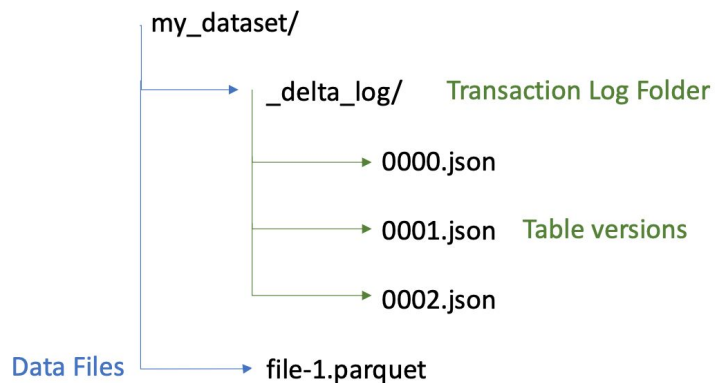 my_dataset/
_delta_log/ Transaction Log Folder
0000.json
0001.json Table versions
0002.json
Data Files file-1.parquet